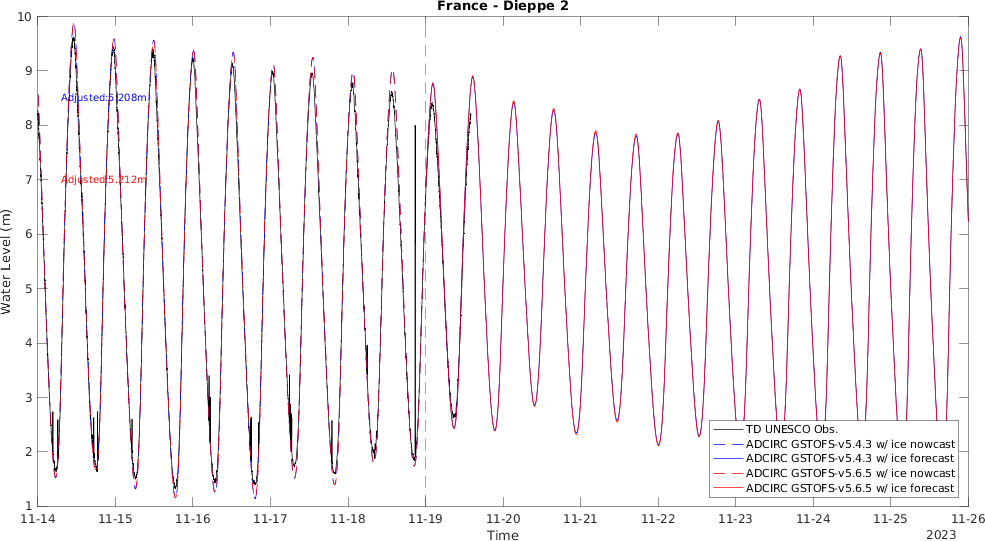 France - Dieppe 2
10
9
8
7
6
5
4
3
2
1
Water Level (m)
Adjusted:5.208m
Adjusted:5.212m
TD UNESCO Obs.
ADCIRC GSTOFS-v5.4.3 w/ ice nowcast
ADCIRC GSTOFS-v5.4.3 w/ ice forecast
ADCIRC GSTOFS-v5.6.5 w/ ice nowcast
ADCIRC GSTOFS-v5.6.5 w/ ice forecast
11-14 11-15 11-16 11-17 11-18 11-19 11-20 11-21 11-22 11-23 11-24 11-25 11-26
Time
2023